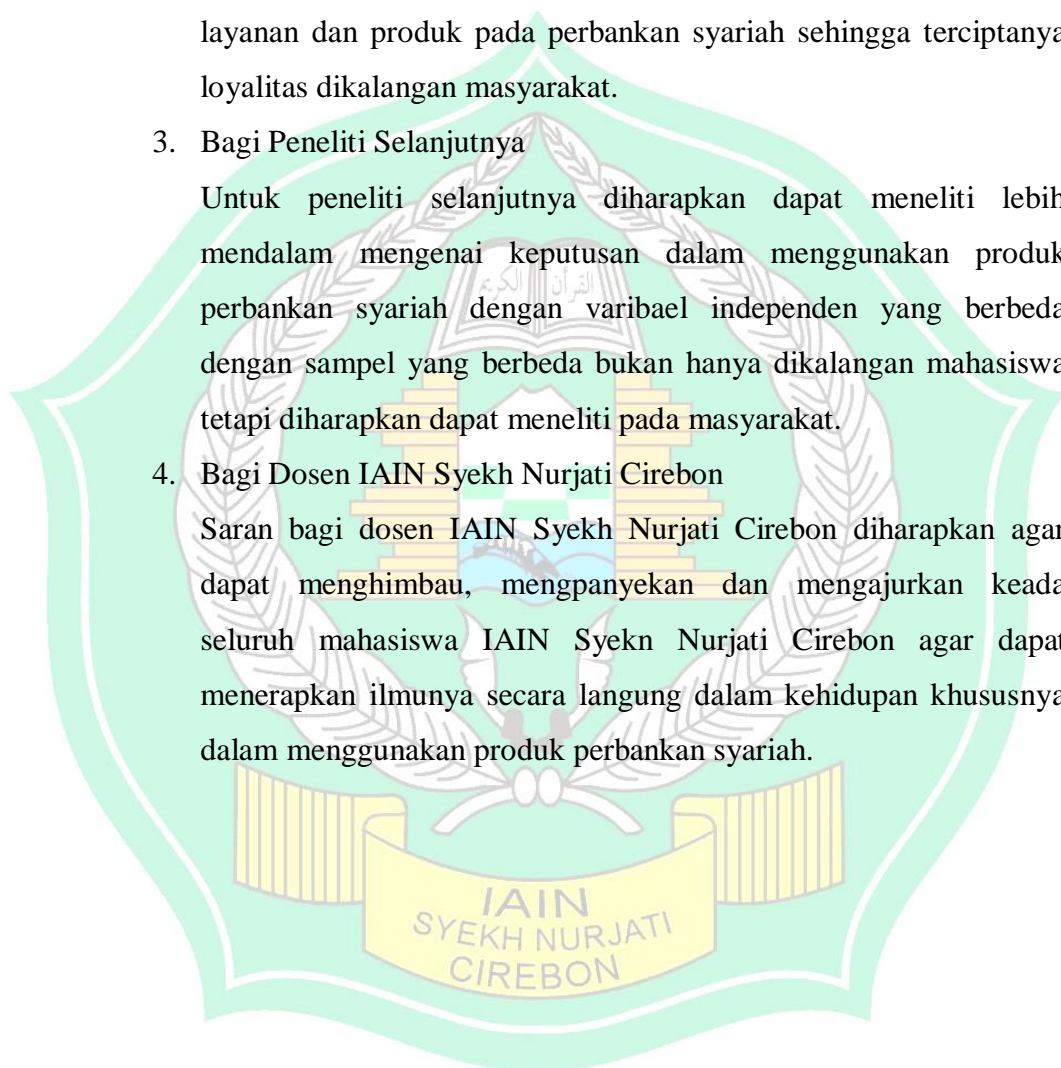 layanan dan produk pada perbankan syariah sehingga terciptanya
loyalitas dikalangan masyarakat.
3. Bagi Peneliti Selanjutnya
Untuk peneliti selanjutnya diharapkan dapat meneliti lebih
mendalam mengenai keputusan dalam menggunakan produk
perbankan syariah dengan varibael independen yang berbeda
dengan sampel yang berbeda bukan hanya dikalangan mahasiswa
tetapi diharapkan dapat meneliti pada masyarakat.
4. Bagi Dosen IAIN Syekh Nurjati Cirebon
Saran bagi dosen IAIN Syekh Nurjati Cirebon diharapkan agar
dapat menghimbau, mengpanyekan dan mengajurkan keada
seluruh mahasiswa IAIN Syekn Nurjati Cirebon agar dapat
menerapkan ilmunya secara langung dalam kehidupan khususnya
dalam menggunakan produk perbankan syariah.
القرآن الكريم
IAIN
SYEKH NURJATI
CIREBON